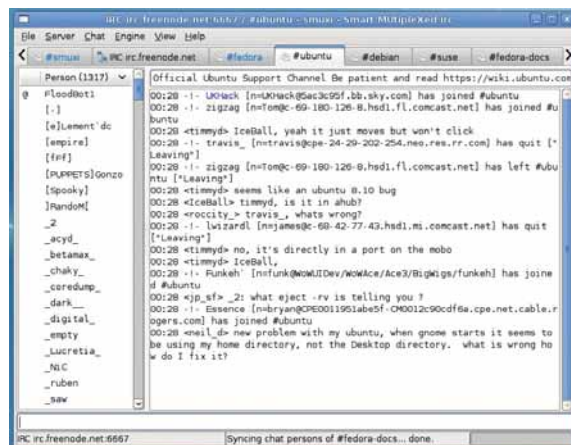 IRC irc.freenode.net:6667 / #ubuntu - smuxi - Smart MUtipleXed irc
File Server Chat Engine View Help
#smuxi IRC irc.freenode.net #fedora #ubuntu #debian #suse #fedora-docs
Person (1317) Official Ubuntu Support Channel Be patient and read https://wiki.ubuntu.com
@ FloodBot1
[-]
[e]Lement`dc
[empire]
[fPf]
[PUPPETS]Gonzo
[Spooky]
]RandoM[
_2
_acyd_
_betamax_
_chaky_
_coredump_
_dark__
_digital_
_empty
_Lucretia_
_NiC
_ruben
_saw
00:28 -!- UKHack [n=UKHack@5ac3c95f.bb.sky.com] has joined #ubuntu
00:28 -!- zigzag [n=Tom@c-69-180-126-8.hsd1.fl.comcast.net] has joined #u
buntu
00:28 <timmyd> IceBall, yeah it just moves but won't click
00:28 -!- travis_ [n=travis@cpe-24-29-202-254.neo.res.rr.com] has quit ["
Leaving"]
00:28 -!- zigzag [n=Tom@c-69-180-126-8.hsd1.fl.comcast.net] has left #ubu
ntu ["Leaving"]
00:28 <timmyd> seems like an ubuntu 8.10 bug
00:28 <IceBall> timmyd, is it in ahub?
00:28 <roccity_> travis_, whats wrong?
00:28 -!- lwizardl [n=james@c-68-42-77-43.hsd1.mi.comcast.net] has quit
["Leaving"]
00:28 <timmyd> no, it's directly in a port on the mobo
00:28 <timmyd> IceBall,
00:28 -!- Funkeh` [n=funk@WoWUIDev/WoWAce/Ace3/BigWigs/funkeh] has joine
d #ubuntu
00:28 <jp_sf> _2: what eject -rv is telling you ?
00:28 -!- Essence [n=bryan@CPE0011951abe5f-CM0012c90cdf6a.cpe.net.cable.r
ogers.com] has joined #ubuntu
00:28 <neil_d> new problem with my ubuntu, when gnome starts it seems to
be using my home directory, not the Desktop directory. what is wrong ho
w do I fix it?
IRC irc.freenode.net:6667 Syncing chat persons of #fedora-docs... done.